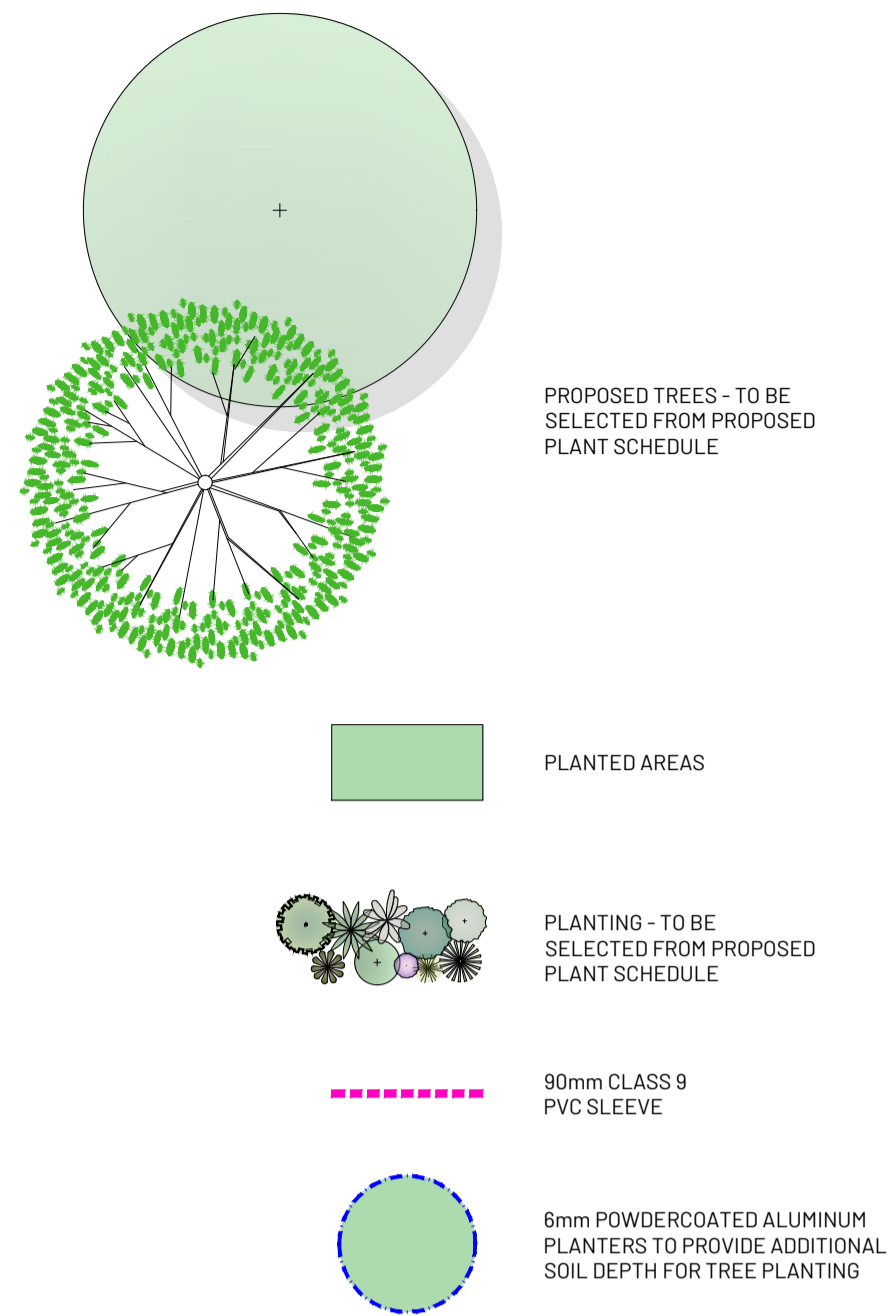 PROPOSED TREES - TO BE
SELECTED FROM PROPOSED
PLANT SCHEDULE
PLANTED AREAS
PLANTING - TO BE
SELECTED FROM PROPOSED
PLANT SCHEDULE
90mm CLASS 9
PVC SLEEVE
6mm POWDERCOATED ALUMINUM
PLANTERS TO PROVIDE ADDITIONAL
SOIL DEPTH FOR TREE PLANTING